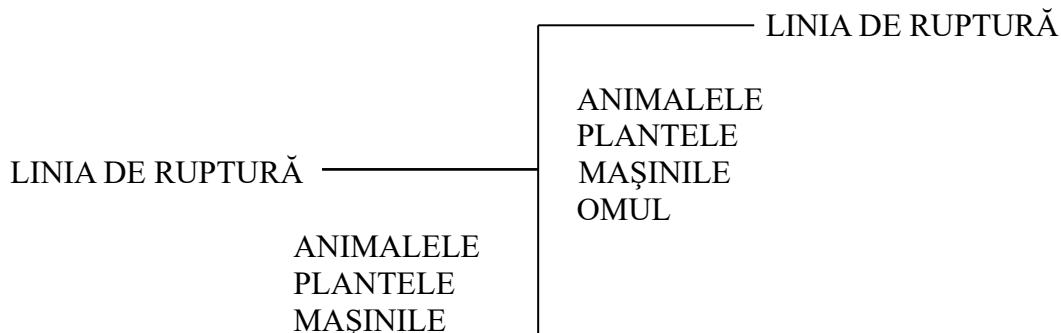 LINIA DE RUPTURĂ
ANIMALELE
PLANTELE
MAŞINILE
OMUL
LINIA DE RUPTURĂ
ANIMALELE
PLANTELE
MAŞINILE